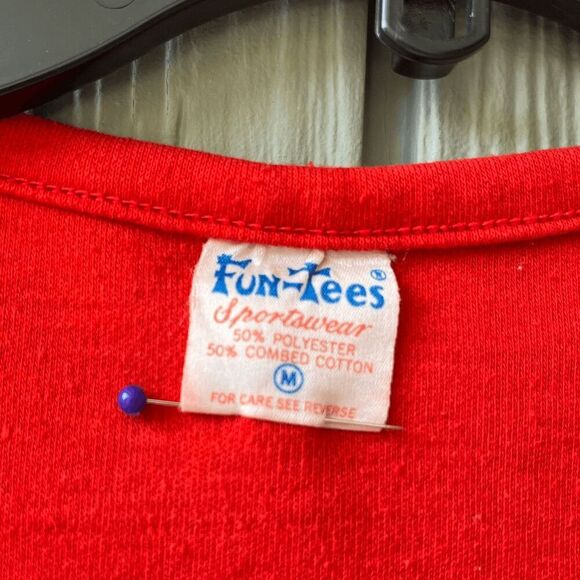 FUN-Tees®
Sportswear
50% POLYESTER
50% COMBED COTTON
M
FOR CARE SEE REVERSE